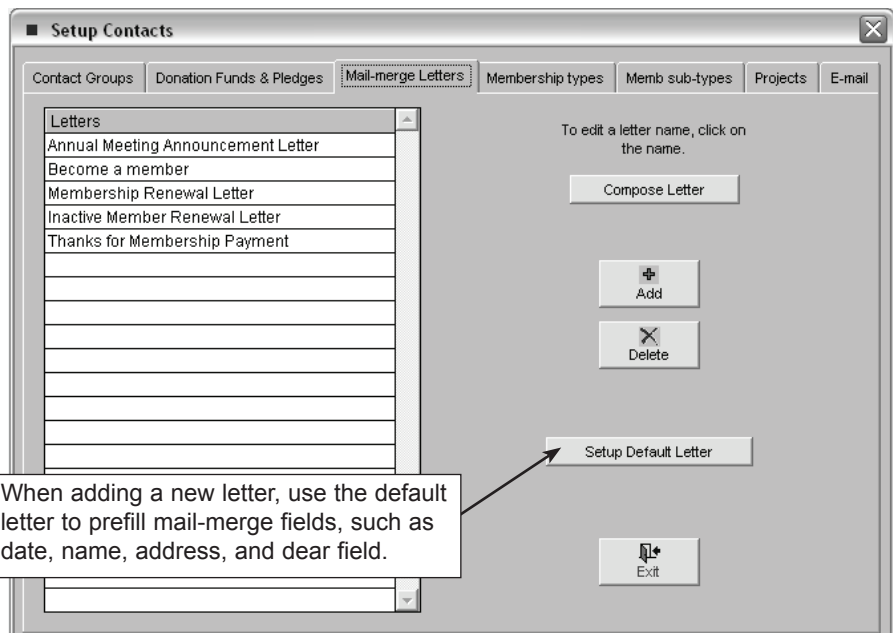 Setup Contacts
Contact Groups
Donation Funds & Pledges
Mail-merge Letters
Membership types
Memb sub-types
Projects
E-mail
Letters
Annual Meeting Announcement Letter
Become a member
Membership Renewal Letter
Inactive Member Renewal Letter
Thanks for Membership Payment
To edit a letter name, click on
the name.
Compose Letter
Add
Delete
Setup Default Letter
When adding a new letter, use the default
letter to prefill mail-merge fields, such as
date, name, address, and dear field.
Exit